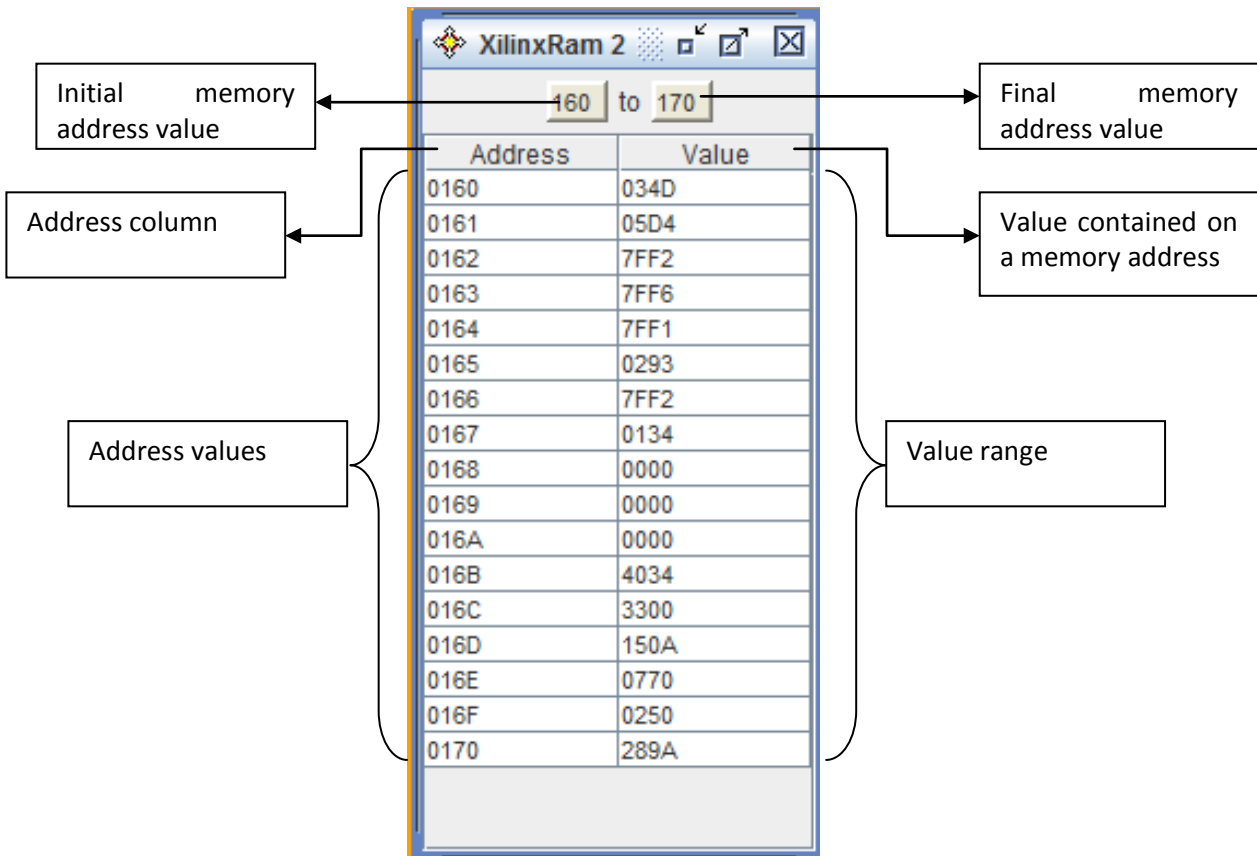 XilinxRam 2
160 to 170
Initial memory
address value
Final memory
address value
Address Value
Address column
Value contained on
a memory address
0160 034D
0161 05D4
0162 7FF2
0163 7FF6
0164 7FF1
0165 0293
0166 7FF2
0167 0134
0168 0000
0169 0000
016A 0000
016B 4034
016C 3300
016D 150A
016E 0770
016F 0250
0170 289A
Address values
Value range